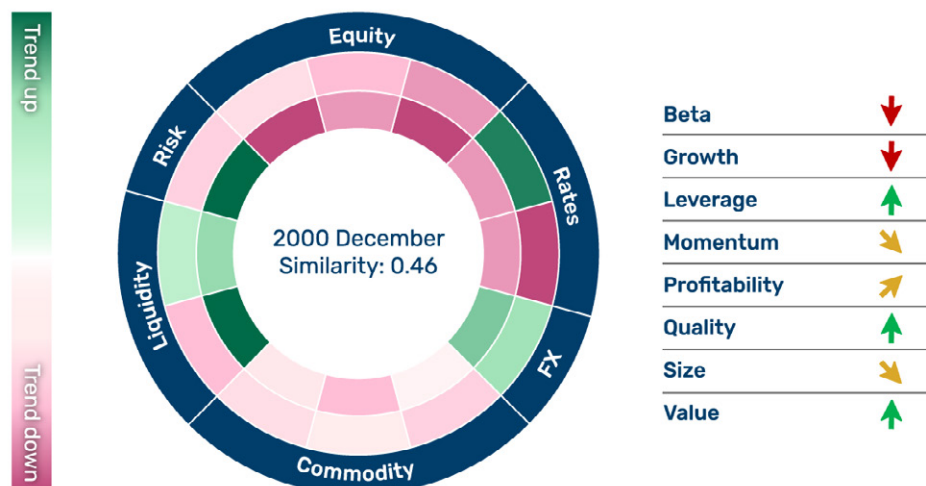 Trend up
Trend down
Equity
Risk
Rates
Liquidity
FX
Commodity
2000 December
Similarity: 0.46
Beta
Growth
Leverage
Momentum
Profitability
Quality
Size
Value